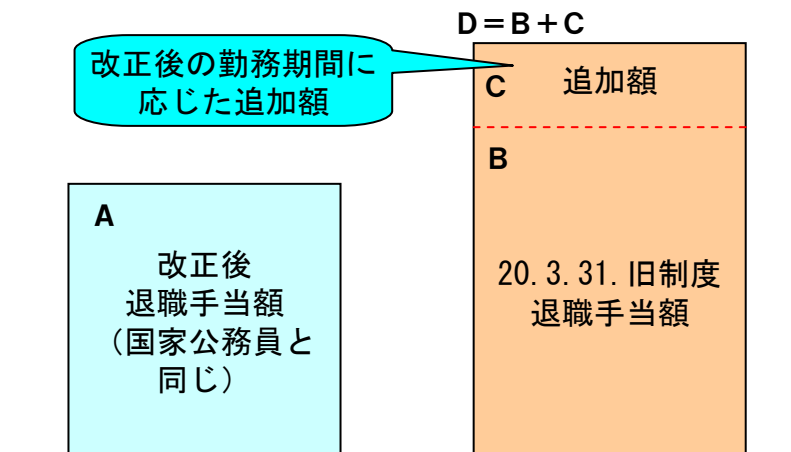 D=B+C
改正後の勤務期間に
応じた追加額
C 追加額
B
A
改正後
退職手当額
（国家公務員と
同じ）
20.3.31.旧制度
退職手当額